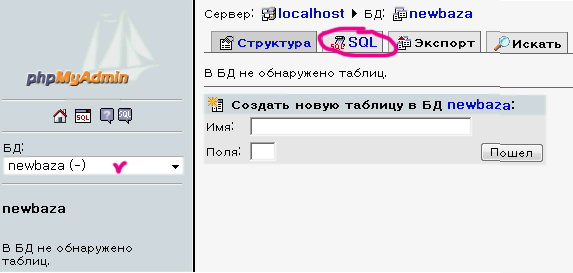 phpMyAdmin
SQL SQL
БД:
newbaza (-)
newbaza
В БД не обнаружено
таблиц.
Сервер: localhost БД: newbaza
Структура SQL Экспорт Искать
В БД не обнаружено таблиц.
Создать новую таблицу в БД newbaza:
Имя:
Поля:
Пошел